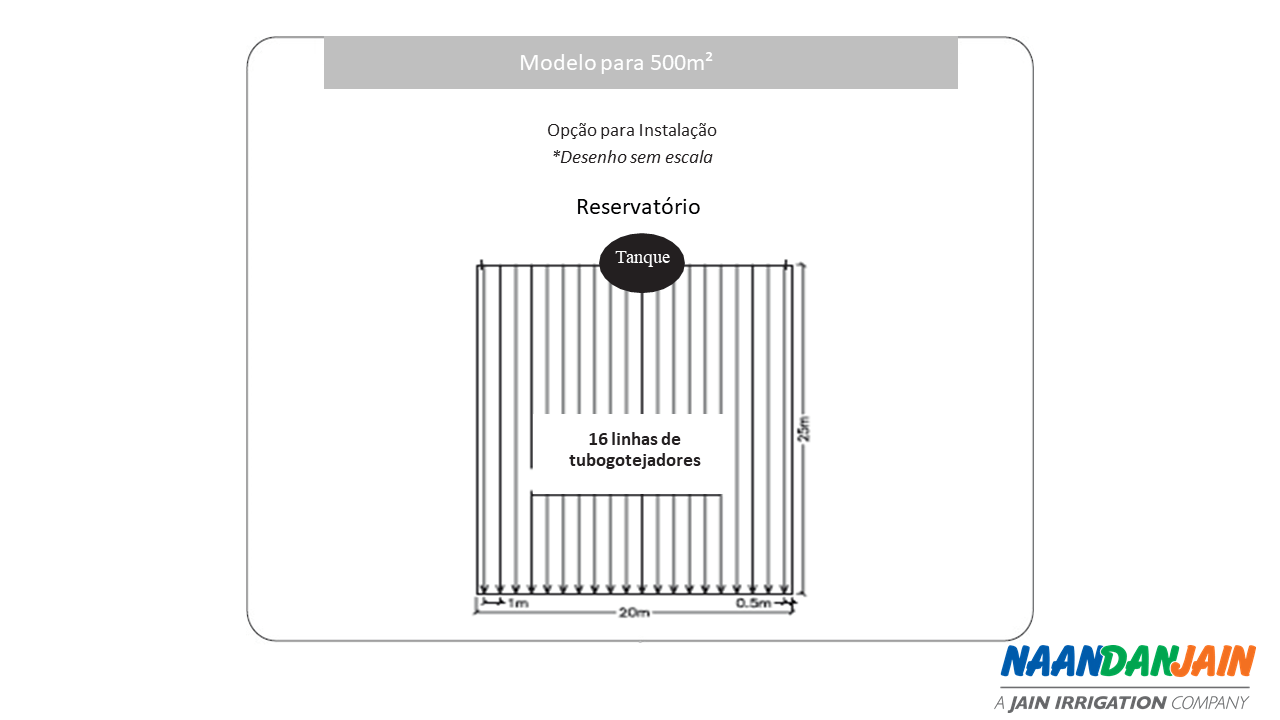 Modelo para 500m²
Opção para Instalação
*Desenho sem escala
Reservatório
Tanque
25m
16 linhas de
tubogotejadores
1m
0.5m
20m
NAANDANJAIN
A JAIN IRRIGATION COMPANY